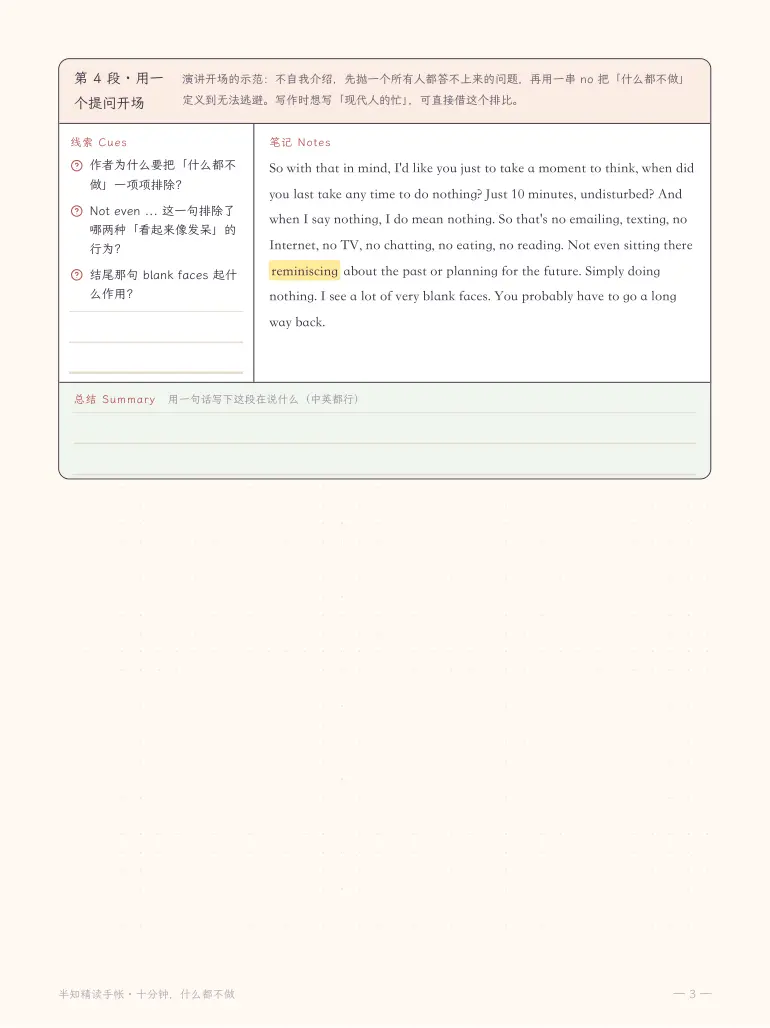 第 4 段・用一
个提问开场
演讲开场的示范：不自我介绍，先抛一个所有人都答不上来的问题，再用一串 no 把「什么都不做」
定义到无法逃避。写作时想写「现代人的忙」，可直接借这个排比。
线索 Cues
作者为什么要把「什么都不
做」一项项排除？
Not even … 这一句排除了
哪两种「看起来像发呆」的
行为？
结尾那句 blank faces 起什
么作用？
笔记 Notes
So with that in mind, I'd like you just to take a moment to think, when did
you last take any time to do nothing? Just 10 minutes, undisturbed? And
when I say nothing, I do mean nothing. So that's no emailing, texting, no
Internet, no TV, no chatting, no eating, no reading. Not even sitting there
reminiscing about the past or planning for the future. Simply doing
nothing. I see a lot of very blank faces. You probably have to go a long
way back.
总结 Summary 用一句话写下这段在说什么（中英都行）
半知精读手帐・十分钟，什么都不做
— 3 —